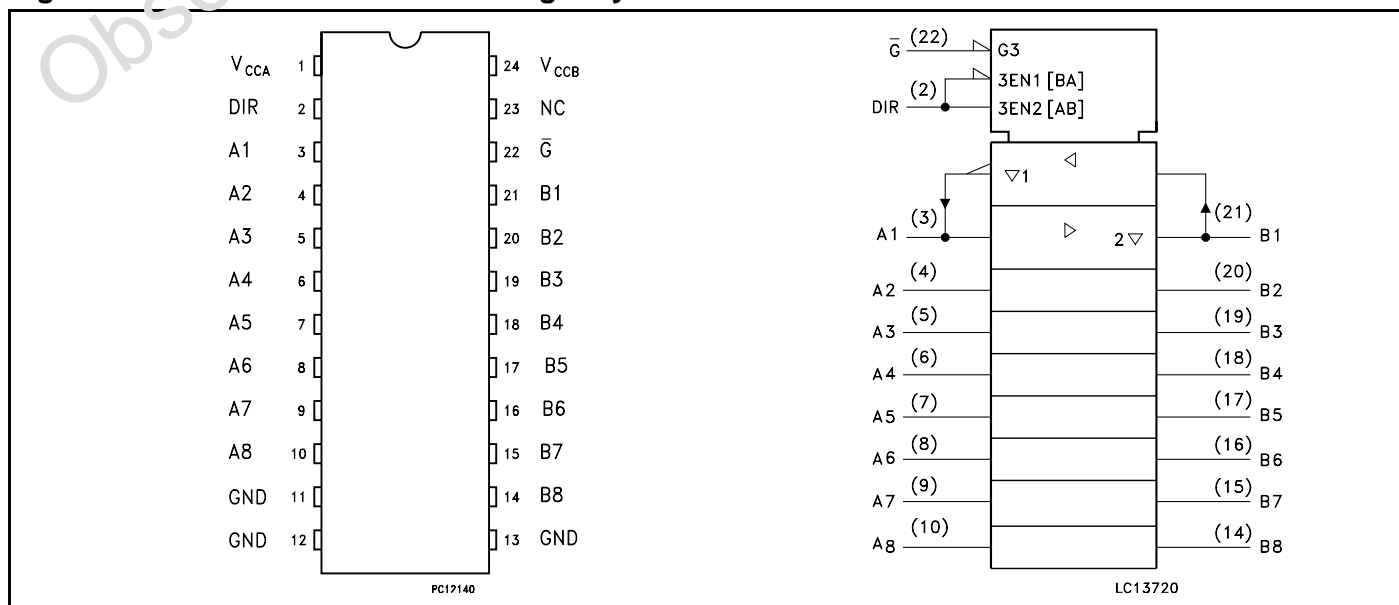 V CCA 1
DIR 2
A1 3
A2 4
A3 5
A4 6
A5 7
A6 8
A7 9
A8 10
GND 11
GND 12
24 V CCB
23 NC
22 G̅
21 B1
20 B2
19 B3
18 B4
17 B5
16 B6
15 B7
14 B8
13 GND
PC12140
G̅ (22) G3
3EN1 [BA]
DIR (2) 3EN2 [AB]
▽1
A1 (3) 2▽ (21) B1
A2 (4) (20) B2
A3 (5) (19) B3
A4 (6) (18) B4
A5 (7) (17) B5
A6 (8) (16) B6
A7 (9) (15) B7
A8 (10) (14) B8
LC13720